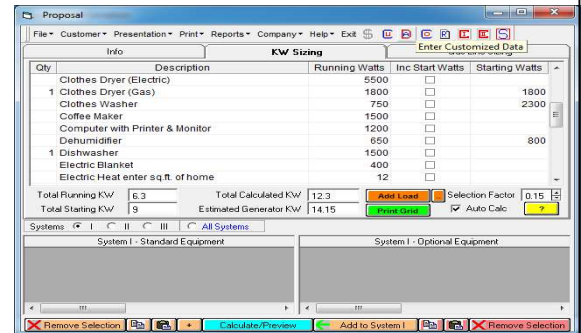 Proposal
File Customer Presentation Print Reports Company Help Exit $ U P C R I E S
Enter Customized Data
Info KW Sizing
Qty Description Running Watts Inc Start Watts Starting Watts
Clothes Dryer (Electric) 5500
1 Clothes Dryer (Gas) 1800 1800
Clothes Washer 750 2300
Coffee Maker 1500
Computer with Printer & Monitor 1200
Dehumidifier 650 800
1 Dishwasher 1500
Electric Blanket 400
Electric Heat enter sq.ft. of home 12
Total Running KW 6.3 Total Calculated KW 12.3 Add Load .. Selection Factor 0.15
Total Starting KW 9 Estimated Generator KW 14.15 Print Grid Auto Calc ?
Systems I II III All Systems
System I - Standard Equipment System I - Optional Equipment
Remove Selection + Calculate/Preview Add to System I Remove Selection